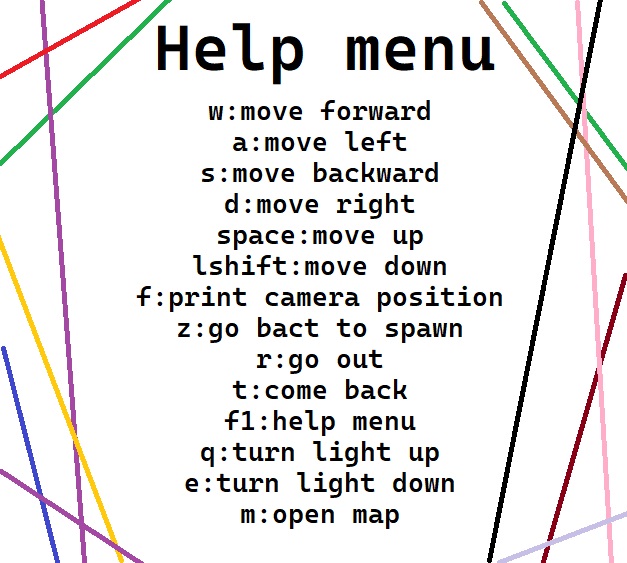 Help menu
w:move forward
a:move left
s:move backward
d:move right
space:move up
lshift:move down
f:print camera position
z:go bact to spawn
r:go out
t:come back
f1:help menu
q:turn light up
e:turn light down
m:open map